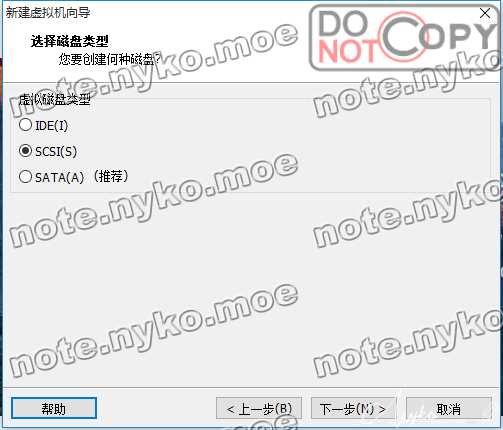 新建虚拟机向导
DO NOT COPY
选择磁盘类型
您要创建何种磁盘?
note.nyko.moe
虚拟磁盘类型
IDE(I)
SCSI(S)
note.nyko.moe
SATA(A) (推荐)
note.nyko.moe
note.nyko.moe
note.nyko.moe
note.nyko.moe
note.nyko.moe
note.nyko.moe
帮助
< 上一步(B)
下一步(N) >
取消
Nyko